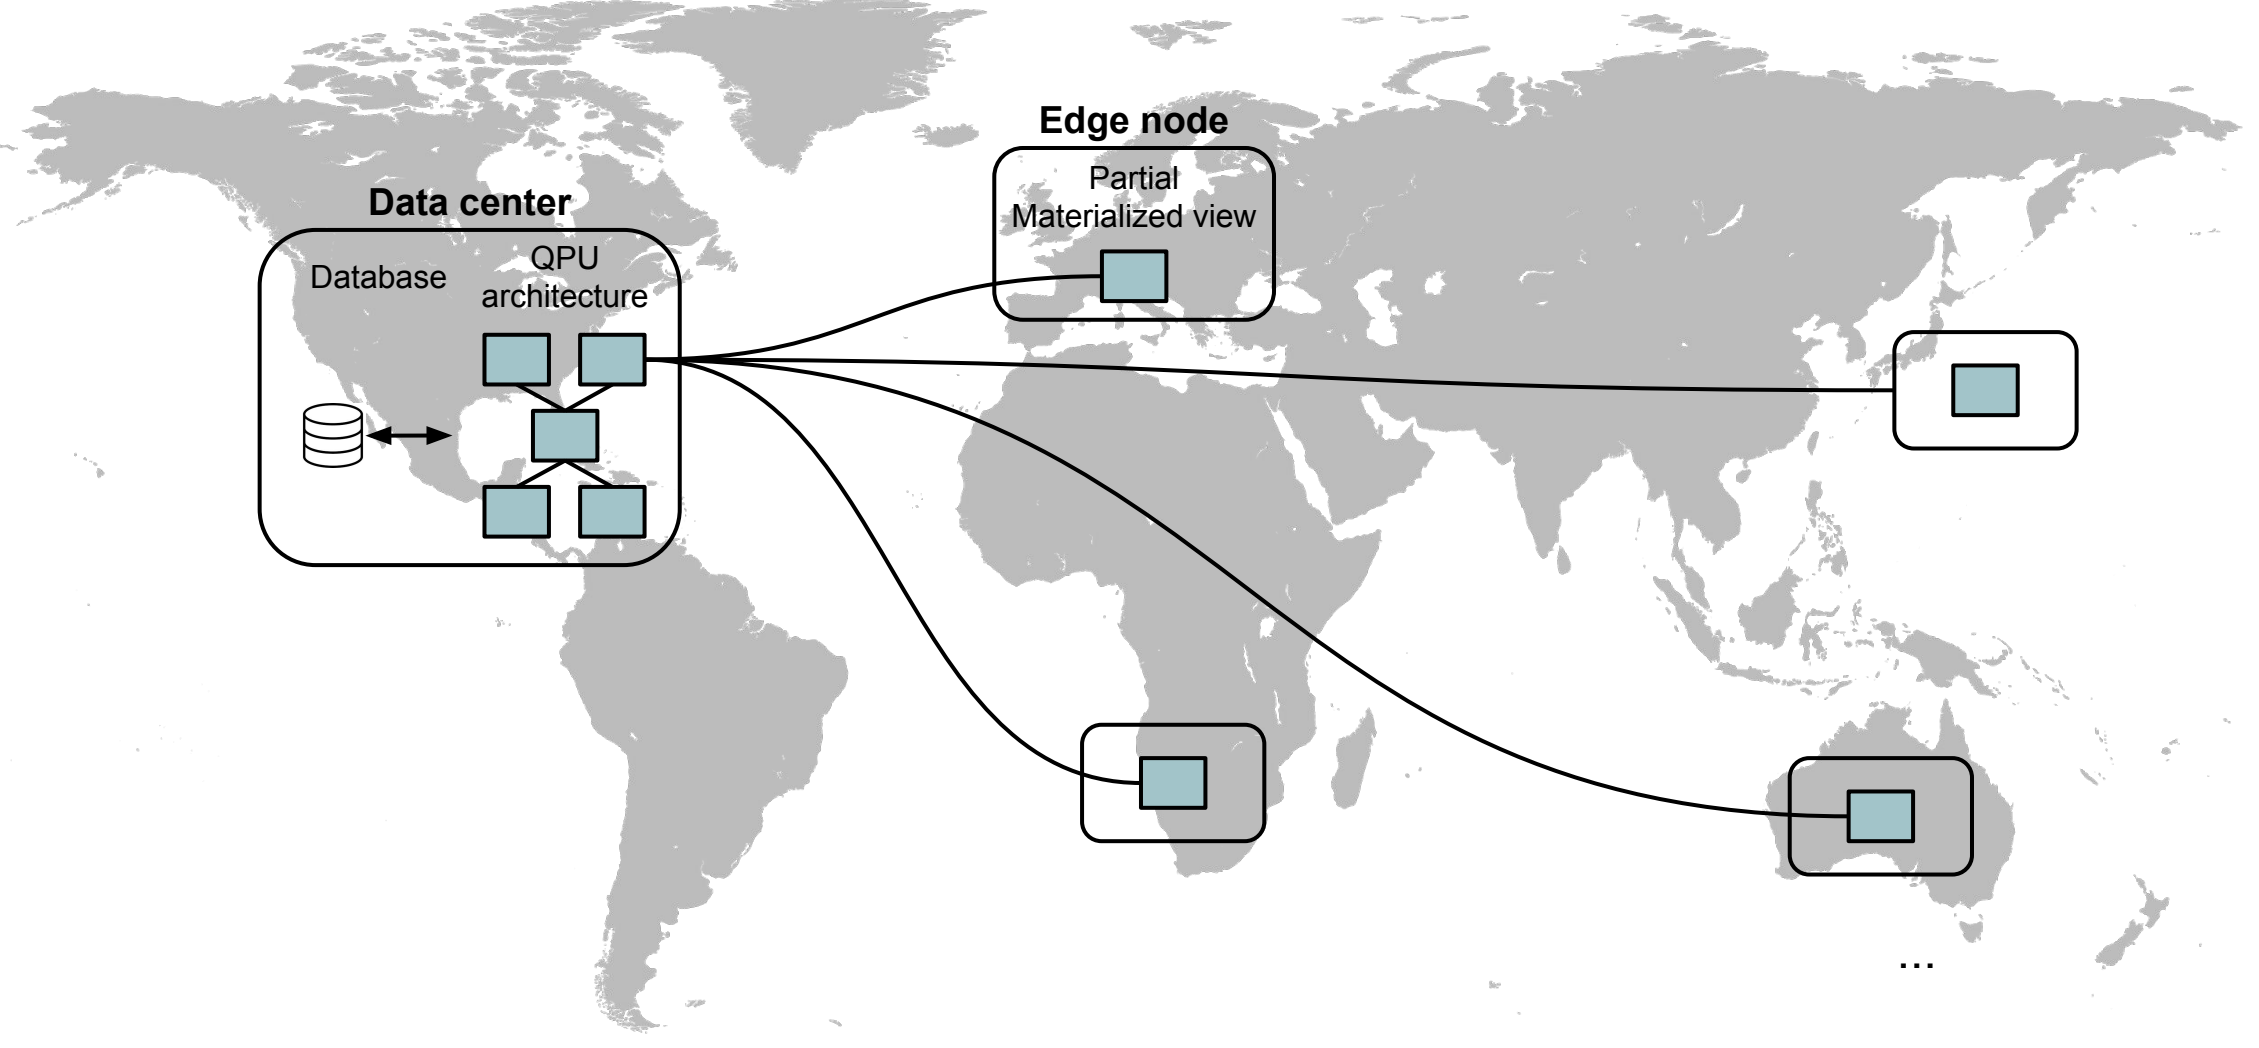 Edge node
Partial
Materialized view
Data center
Database
QPU
architecture
...